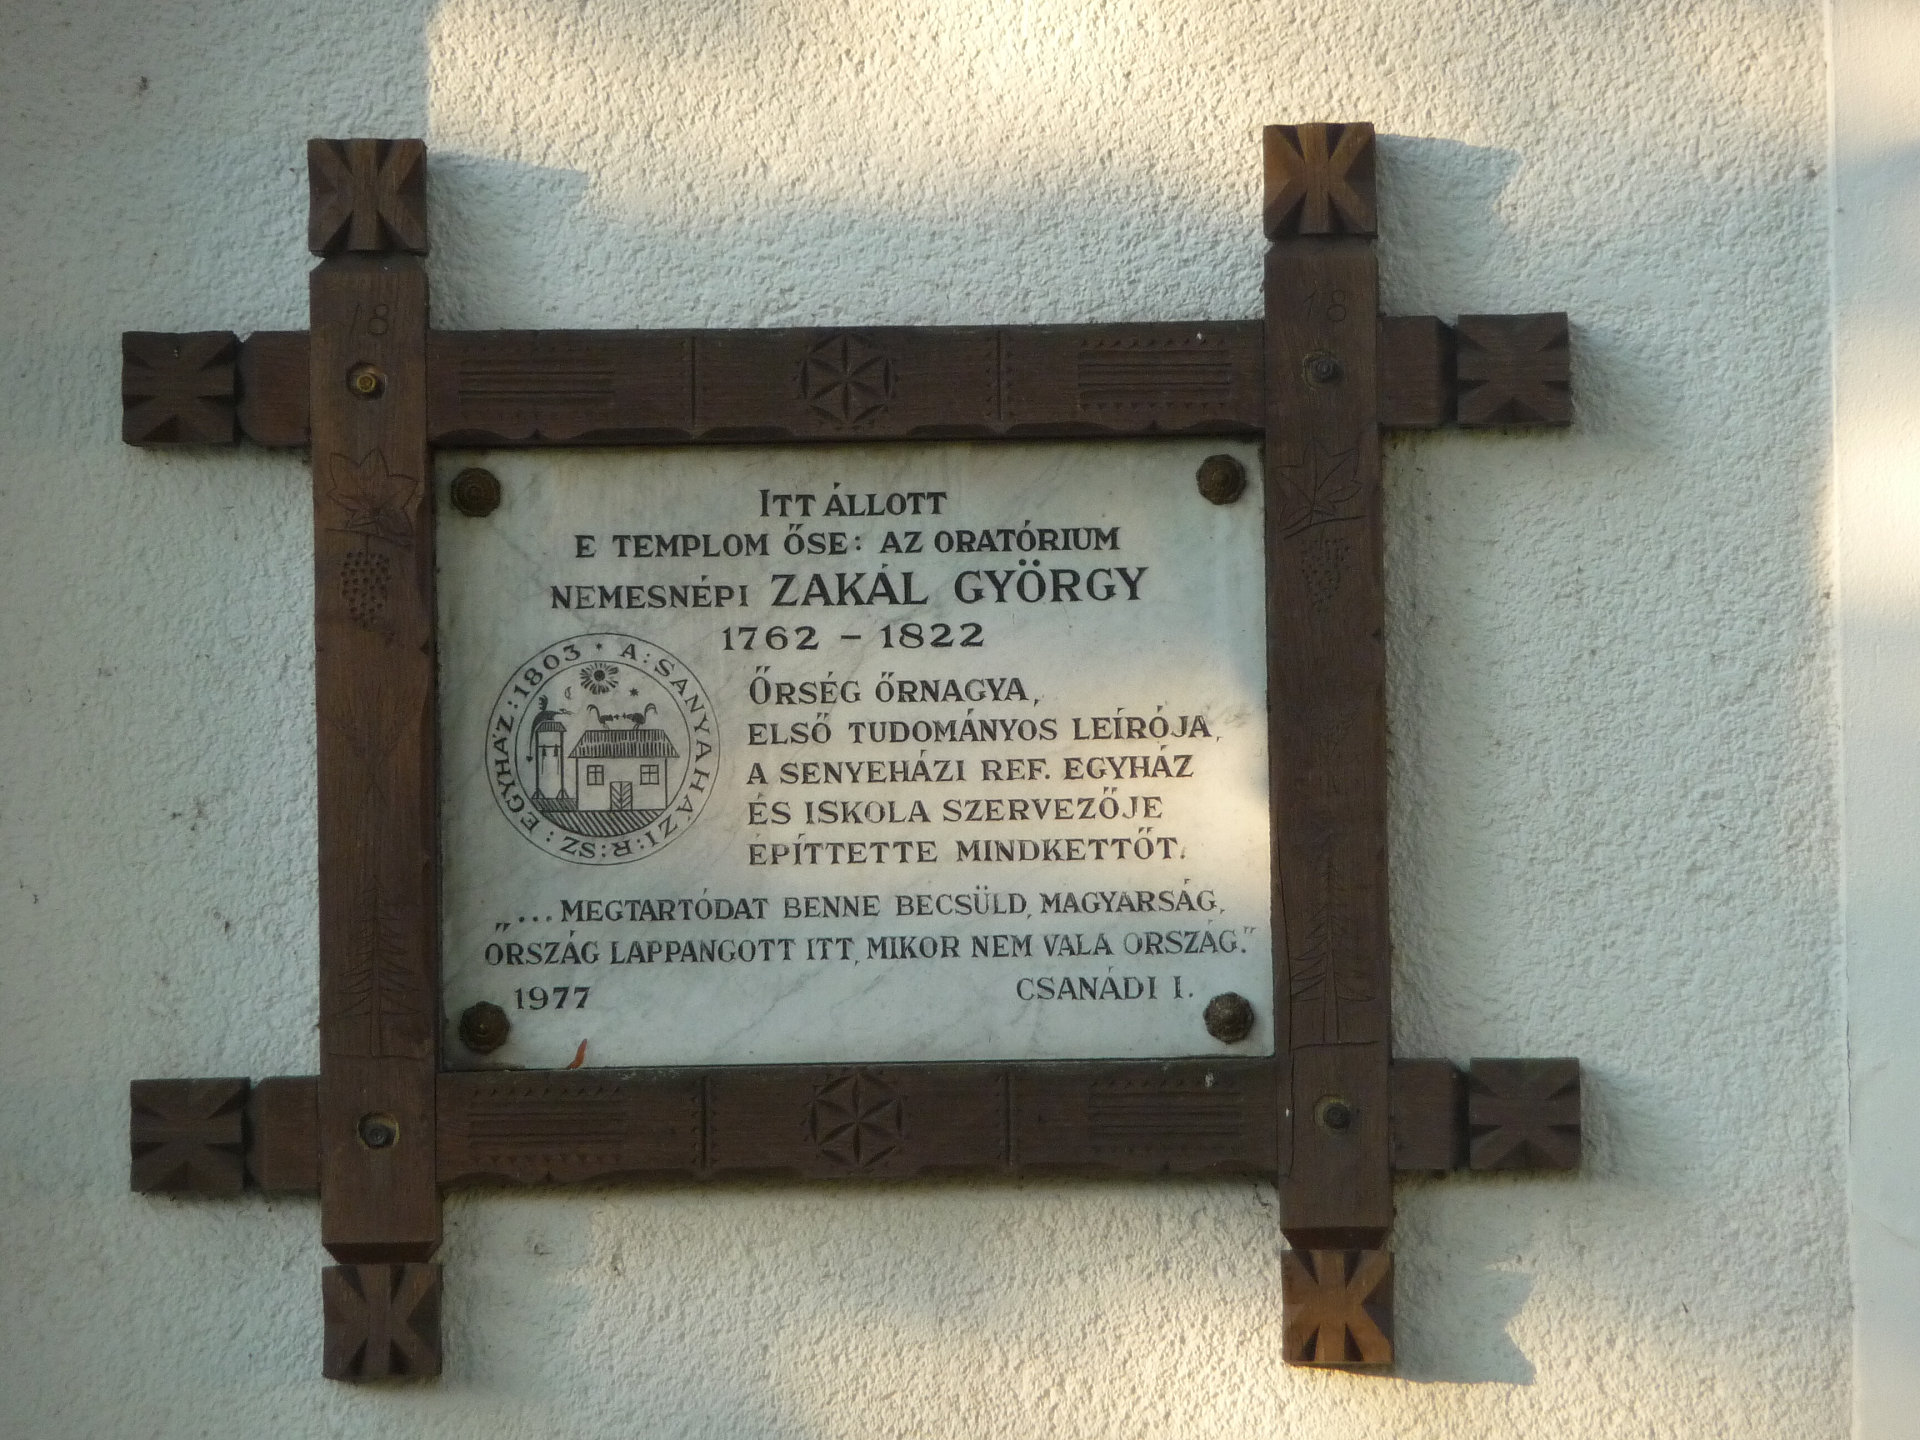 18
18
ITT ÁLLOTT
E TEMPLOM ŐSE: AZ ORATÓRIUM
NEMESNÉPI ZAKÁL GYÖRGY
1762 – 1822
A:SANYAHÁZI:R:SZ:EGYHÁZ:1803 *
ŐRSÉG ŐRNAGYA,
ELSŐ TUDOMÁNYOS LEÍRÓJA,
A SENYEHÁZI REF. EGYHÁZ
ÉS ISKOLA SZERVEZŐJE
ÉPÍTTETTE MINDKETTŐT.
„...MEGTARTÓDAT BENNE BECSÜLD, MAGYARSÁG,
ORSZÁG LAPPANGOTT ITT, MIKOR NEM VALA ORSZÁG.”
1977 CSANÁDI I.